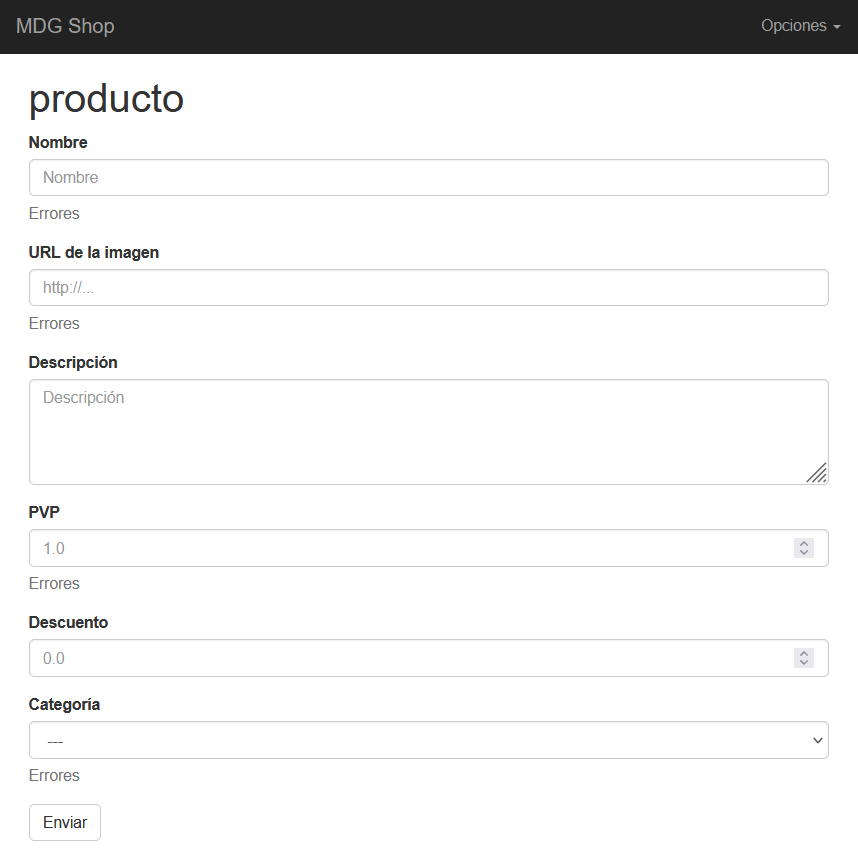 MDG Shop Opciones
producto
Nombre
Nombre
Errores
URL de la imagen
http://...
Errores
Descripción
Descripción
PVP
1.0
Errores
Descuento
0.0
Categoría
---
Errores
Enviar